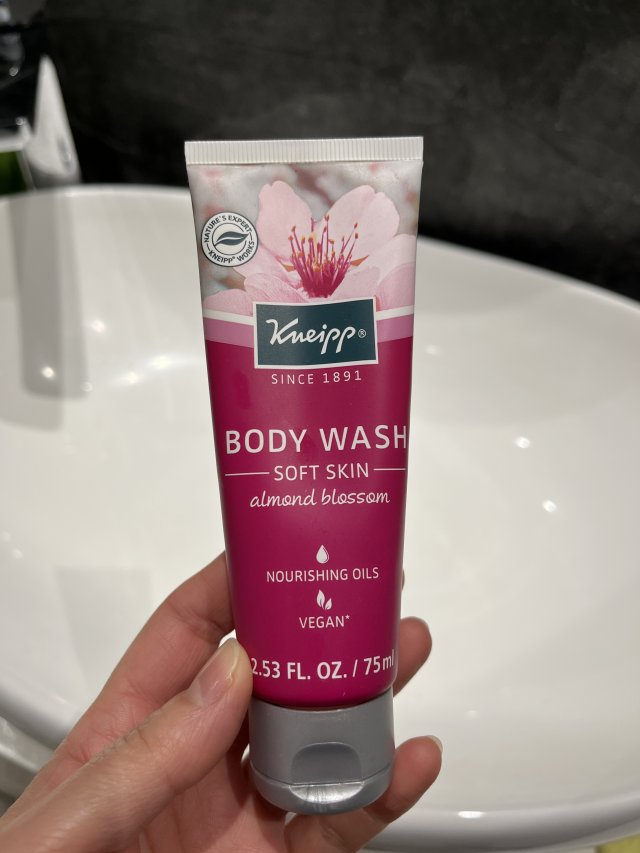 NATURE'S EXPERT
KNEIPP® WORKS
Kneipp®
SINCE 1891
BODY WASH
SOFT SKIN
almond blossom
NOURISHING OILS
VEGAN*
2.53 FL. OZ. / 75 ml